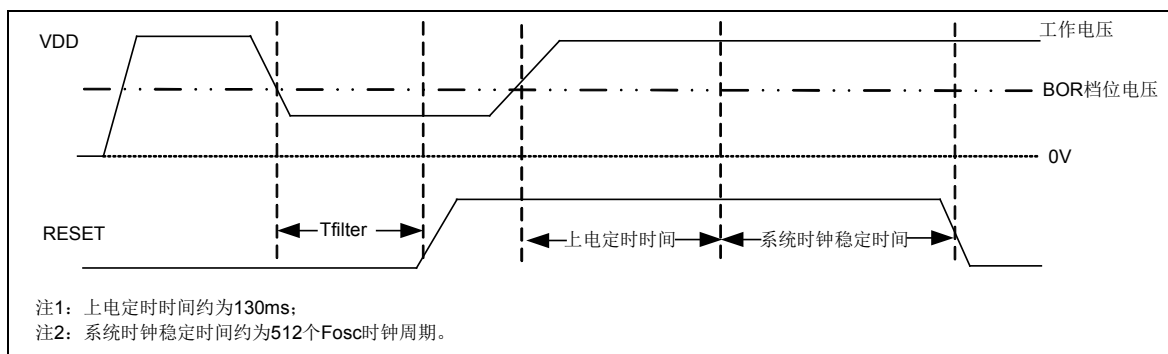 VDD
工作电压
BOR档位电压
0V
RESET
Tfilter
上电定时时间
系统时钟稳定时间
注1：上电定时时间约为130ms；
注2：系统时钟稳定时间约为512个Fosc时钟周期。